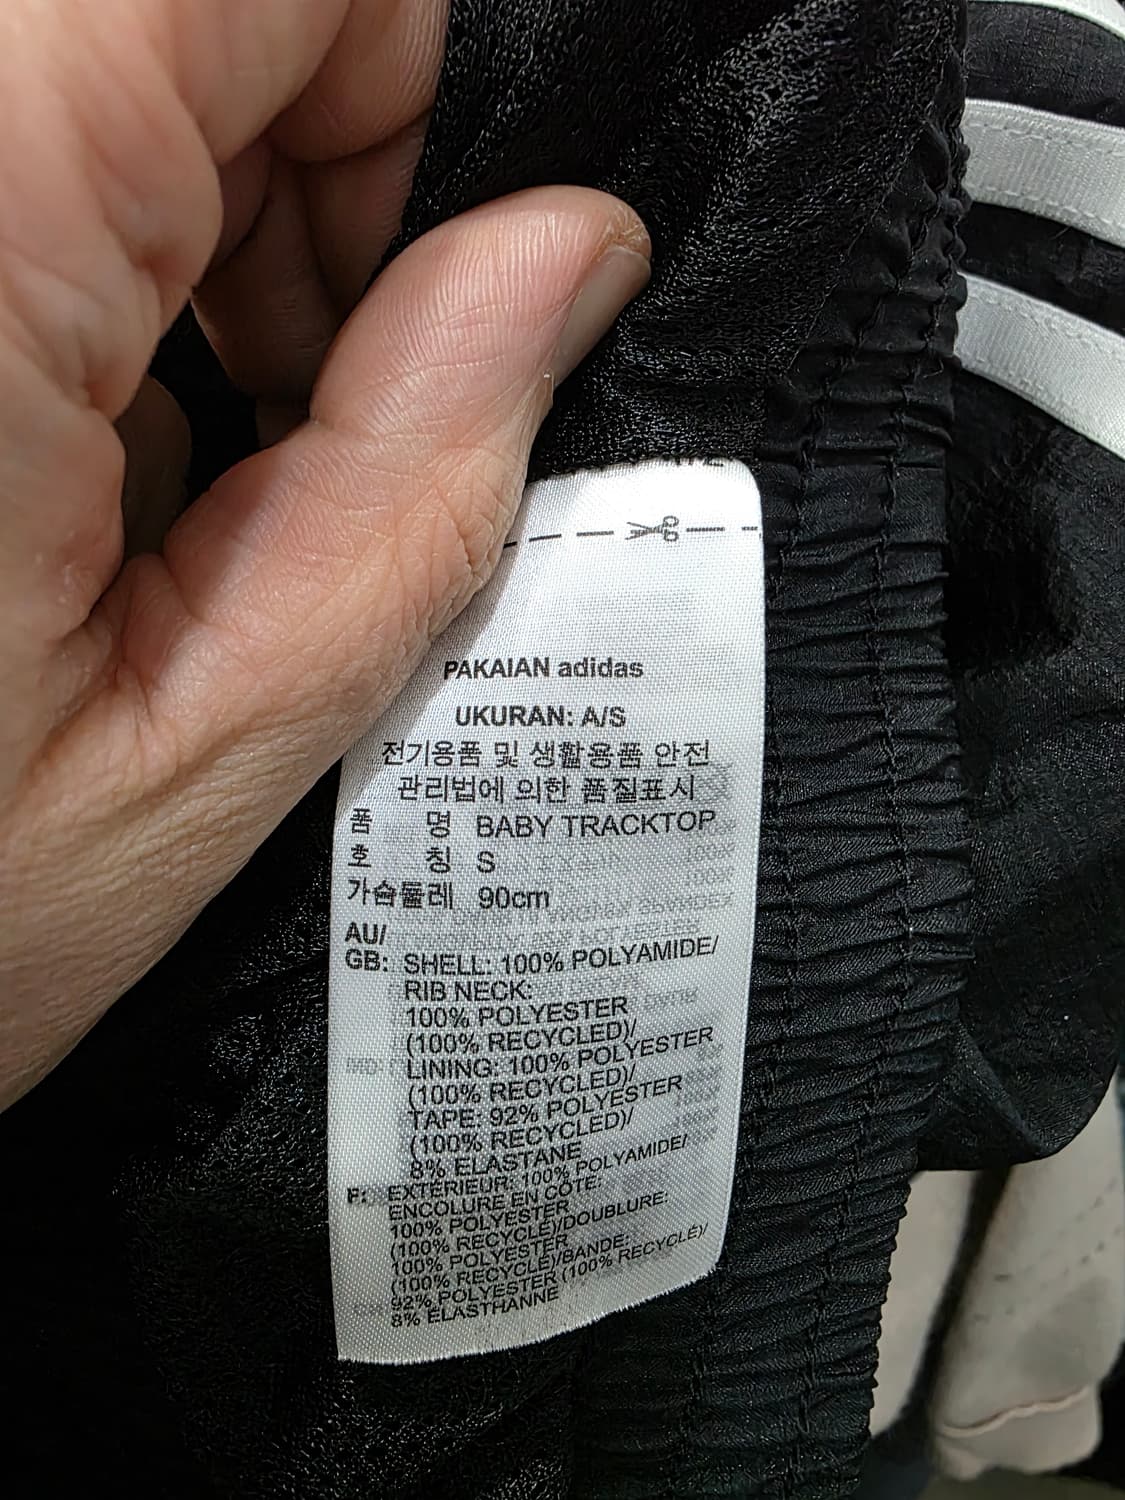 PAKAIAN adidas
UKURAN: A/S
전기용품 및 생활용품 안전
관리법에 의한 품질표시
품 명 BABY TRACKTOP
호 칭 S
가슴둘레 90cm
AU/
GB: SHELL: 100% POLYAMIDE/
RIB NECK:
100% POLYESTER
(100% RECYCLED)/
LINING: 100% POLYESTER
(100% RECYCLED)/
TAPE: 92% POLYESTER
(100% RECYCLED)/
8% ELASTANE
F: EXTÉRIEUR: 100% POLYAMIDE/
ENCOLURE EN CÔTE:
100% POLYESTER
(100% RECYCLÉ)/DOUBLURE:
100% POLYESTER
(100% RECYCLÉ)/BANDE:
92% POLYESTER (100% RECYCLÉ)/
8% ÉLASTHANNE